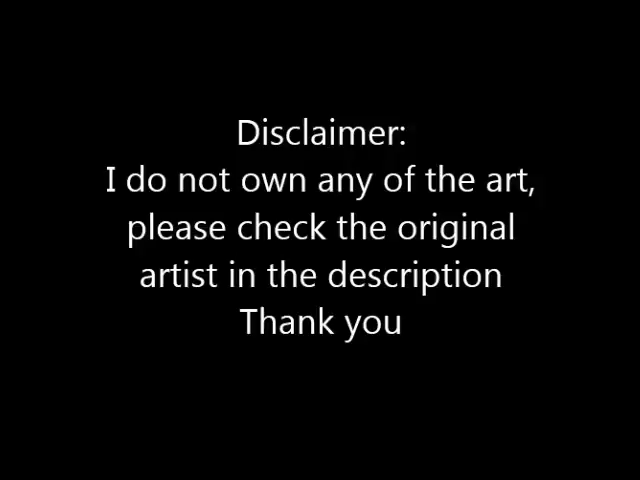 Disclaimer:
I do not own any of the art,
please check the original
artist in the description
Thank you